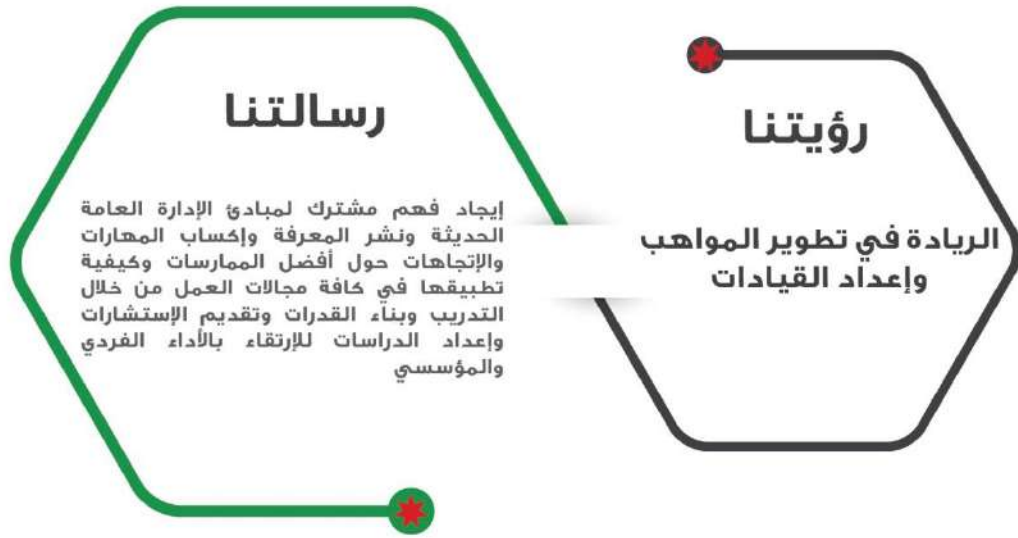 رؤيتنا
الريادة في تطوير المواهب
وإعداد القيادات
رسالتنا
إيجاد فهم مشترك لمبادئ الإدارة العامة
الحديثة ونشر المعرفة وإكساب المهارات
والإتجاهات حول أفضل الممارسات وكيفية
تطبيقها في كافة مجالات العمل من خلال
التدريب وبناء القدرات وتقديم الإستشارات
وإعداد الدراسات للإرتقاء بالأداء الفردي
والمؤسسي